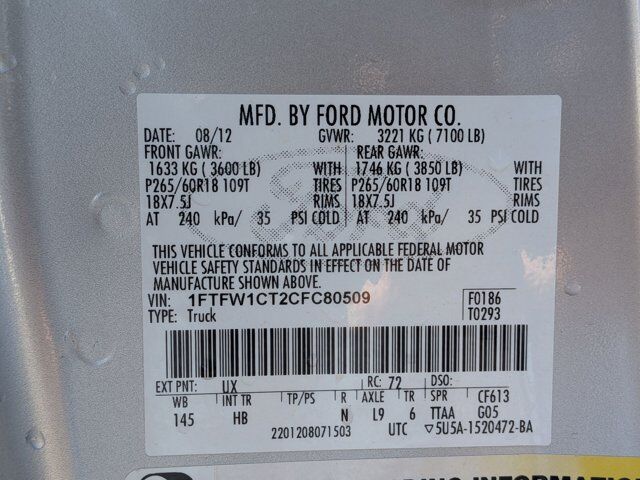 MFD. BY FORD MOTOR CO.
DATE: 08/12 GVWR: 3221 KG ( 7100 LB)
FRONT GAWR: REAR GAWR:
1633 KG ( 3600 LB) WITH 1746 KG ( 3850 LB) WITH
P265/60R18 109T TIRES P265/60R18 109T TIRES
18X7.5J RIMS 18X7.5J RIMS
AT 240 kPa/ 35 PSI COLD AT 240 kPa/ 35 PSI COLD
THIS VEHICLE CONFORMS TO ALL APPLICABLE FEDERAL MOTOR
VEHICLE SAFETY STANDARDS IN EFFECT ON THE DATE OF
MANUFACTURE SHOWN ABOVE.
VIN: 1FTFW1CT2CFC80509 F0186
TYPE: Truck T0293
EXT PNT: UX RC: 72 DSO:
WB INT TR TP/PS R AXLE TR SPR CF613
145 HB N L9 6 TTAA G05
2201208071503 UTC ▽5U5A-1520472-BA
INFORMATION